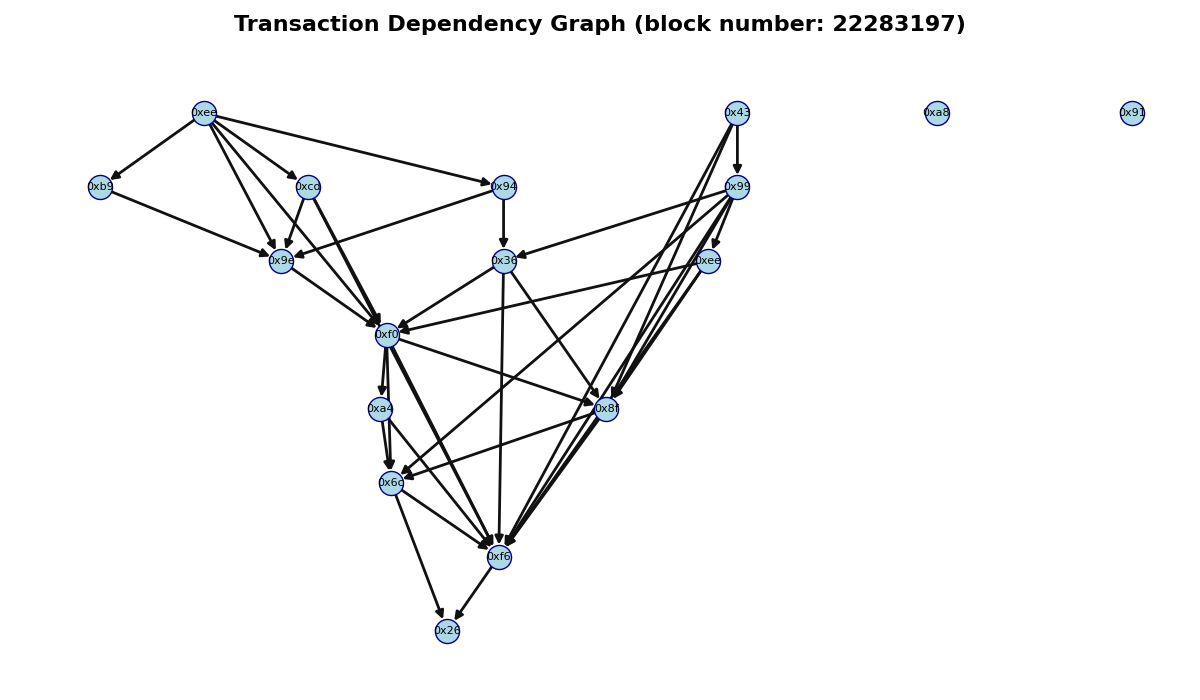 Transaction Dependency Graph (block number: 22283197)
0xee 0x43 0xa8 0x91
0xb9 0xcd 0x94 0x99
0x9e 0x36 0xee
0xf0
0xa4 0x8f
0x6c
0xf6
0x26